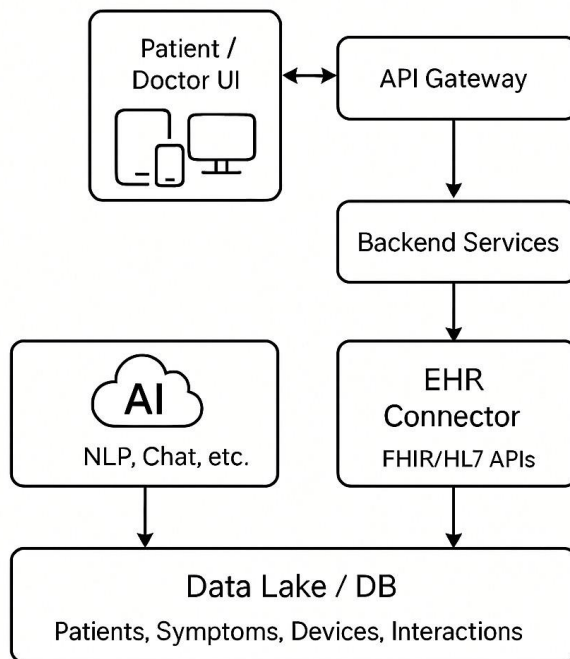 Patient /
Doctor UI
API Gateway
Backend Services
AI
NLP, Chat, etc.
EHR
Connector
FHIR/HL7 APIs
Data Lake / DB
Patients, Symptoms, Devices, Interactions